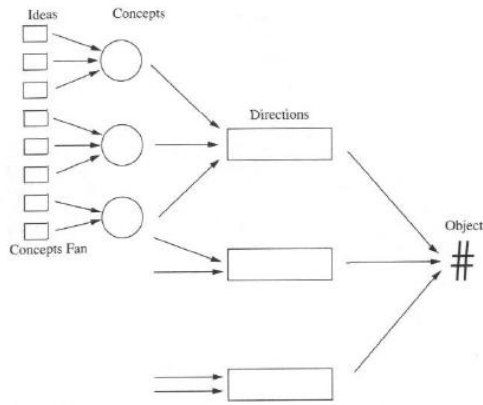 Ideas
Concepts
Directions
Object
#
Concepts Fan